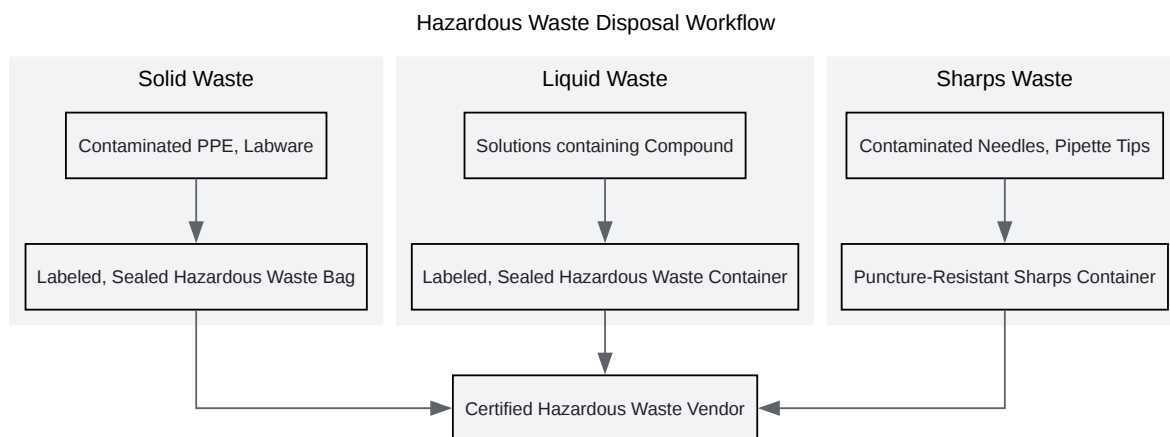 Hazardous Waste Disposal Workflow
Solid Waste
Contaminated PPE, Labware
Labeled, Sealed Hazardous Waste Bag
Liquid Waste
Solutions containing Compound
Labeled, Sealed Hazardous Waste Container
Sharps Waste
Contaminated Needles, Pipette Tips
Puncture-Resistant Sharps Container
Certified Hazardous Waste Vendor